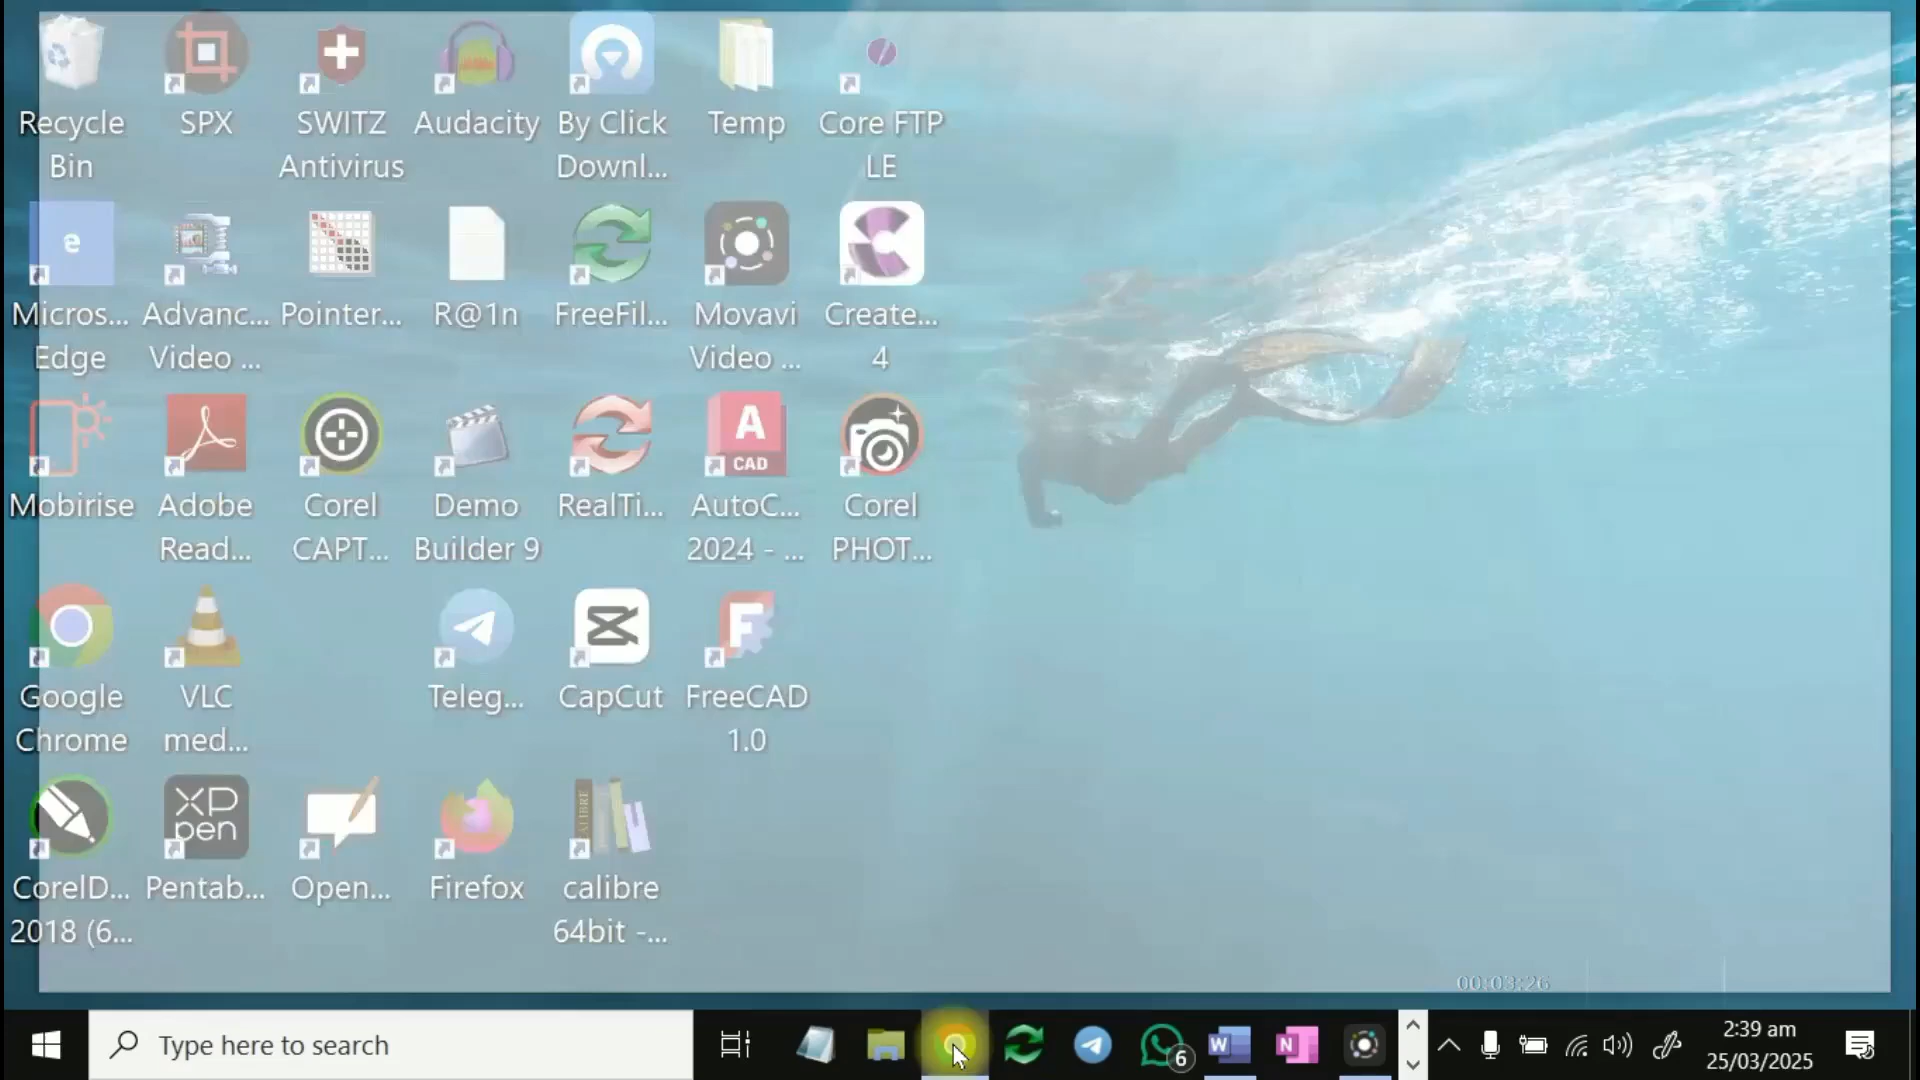 Recycle Bin
SPX
SWITZ Antivirus
Audacity
By Click Downl...
Temp
Core FTP LE
e
Micros... Edge
Advanc... Video ...
Pointer...
R@1n
FreeFil...
Movavi Video ...
Create... 4
A CAD
Mobirise
Adobe Read...
Corel CAPT...
Demo Builder 9
RealTi...
AutoC... 2024 - ...
Corel PHOT...
F
Google Chrome
VLC med...
Teleg...
CapCut
FreeCAD 1.0
XP pen
CALIBRE
CorelD... 2018 (6...
Pentab...
Open...
Firefox
calibre 64bit -...
00:03:26
Type here to search
6
W
N
2:39 am
25/03/2025